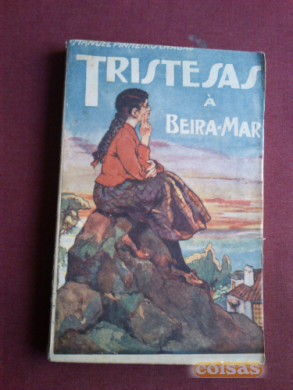 MANUEL PINHEIRO CHAGAS
TRISTESAS
À
BEIRA-MAR
coisas